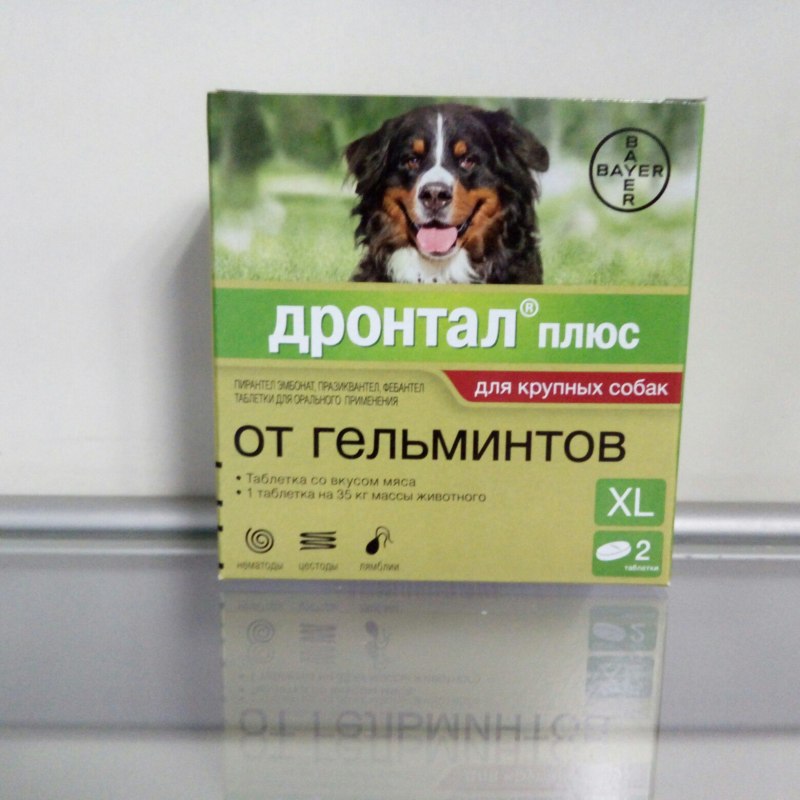 BAYER
BAYER
ДРОНТАЛ® ПЛЮС
для крупных собак
ПИРАНТЕЛ ЭМБОНАТ, ПРАЗИКВАНТЕЛ, ФЕБАНТЕЛ
ТАБЛЕТКИ ДЛЯ ОРАЛЬНОГО ПРИМЕНЕНИЯ
ОТ ГЕЛЬМИНТОВ
• Таблетка со вкусом мяса
• 1 таблетка на 35 кг массы животного
XL
нематоды цестоды лямблии
2
таблетки